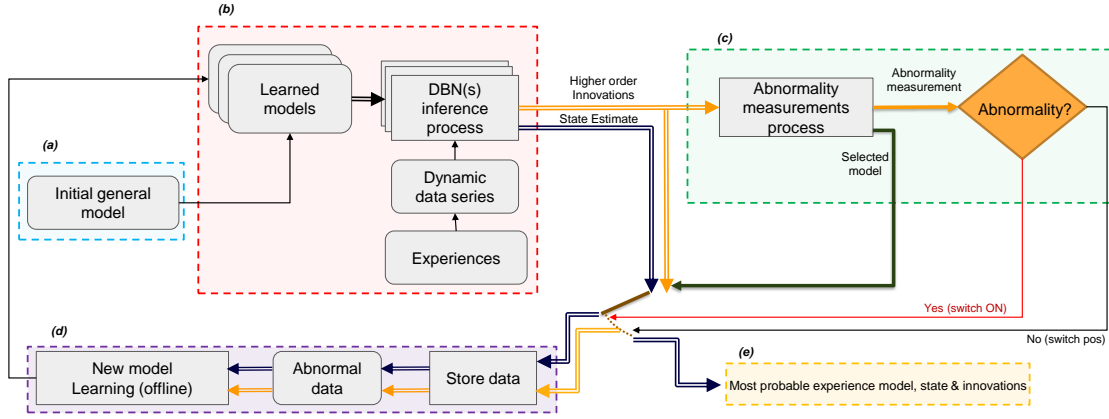 (a)
Initial general
model
(b)
Learned
models
DBN(s)
inference
process
Dynamic
data series
Experiences
Higher order
Innovations
State Estimate
(c)
Abnormality
measurements
process
Abnormality
measurement
Abnormality?
Selected
model
Yes (switch ON)
No (switch pos)
(d)
New model
Learning (offline)
Abnormal
data
Store data
(e)
Most probable experience model, state & innovations